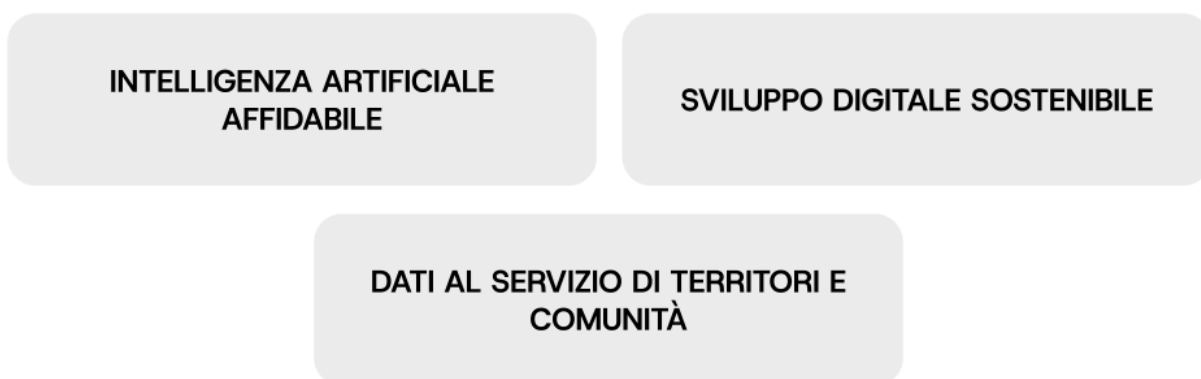 INTELLIGENZA ARTIFICIALE
AFFIDABILE
SVILUPPO DIGITALE SOSTENIBILE
DATI AL SERVIZIO DI TERRITORI E
COMUNITÀ